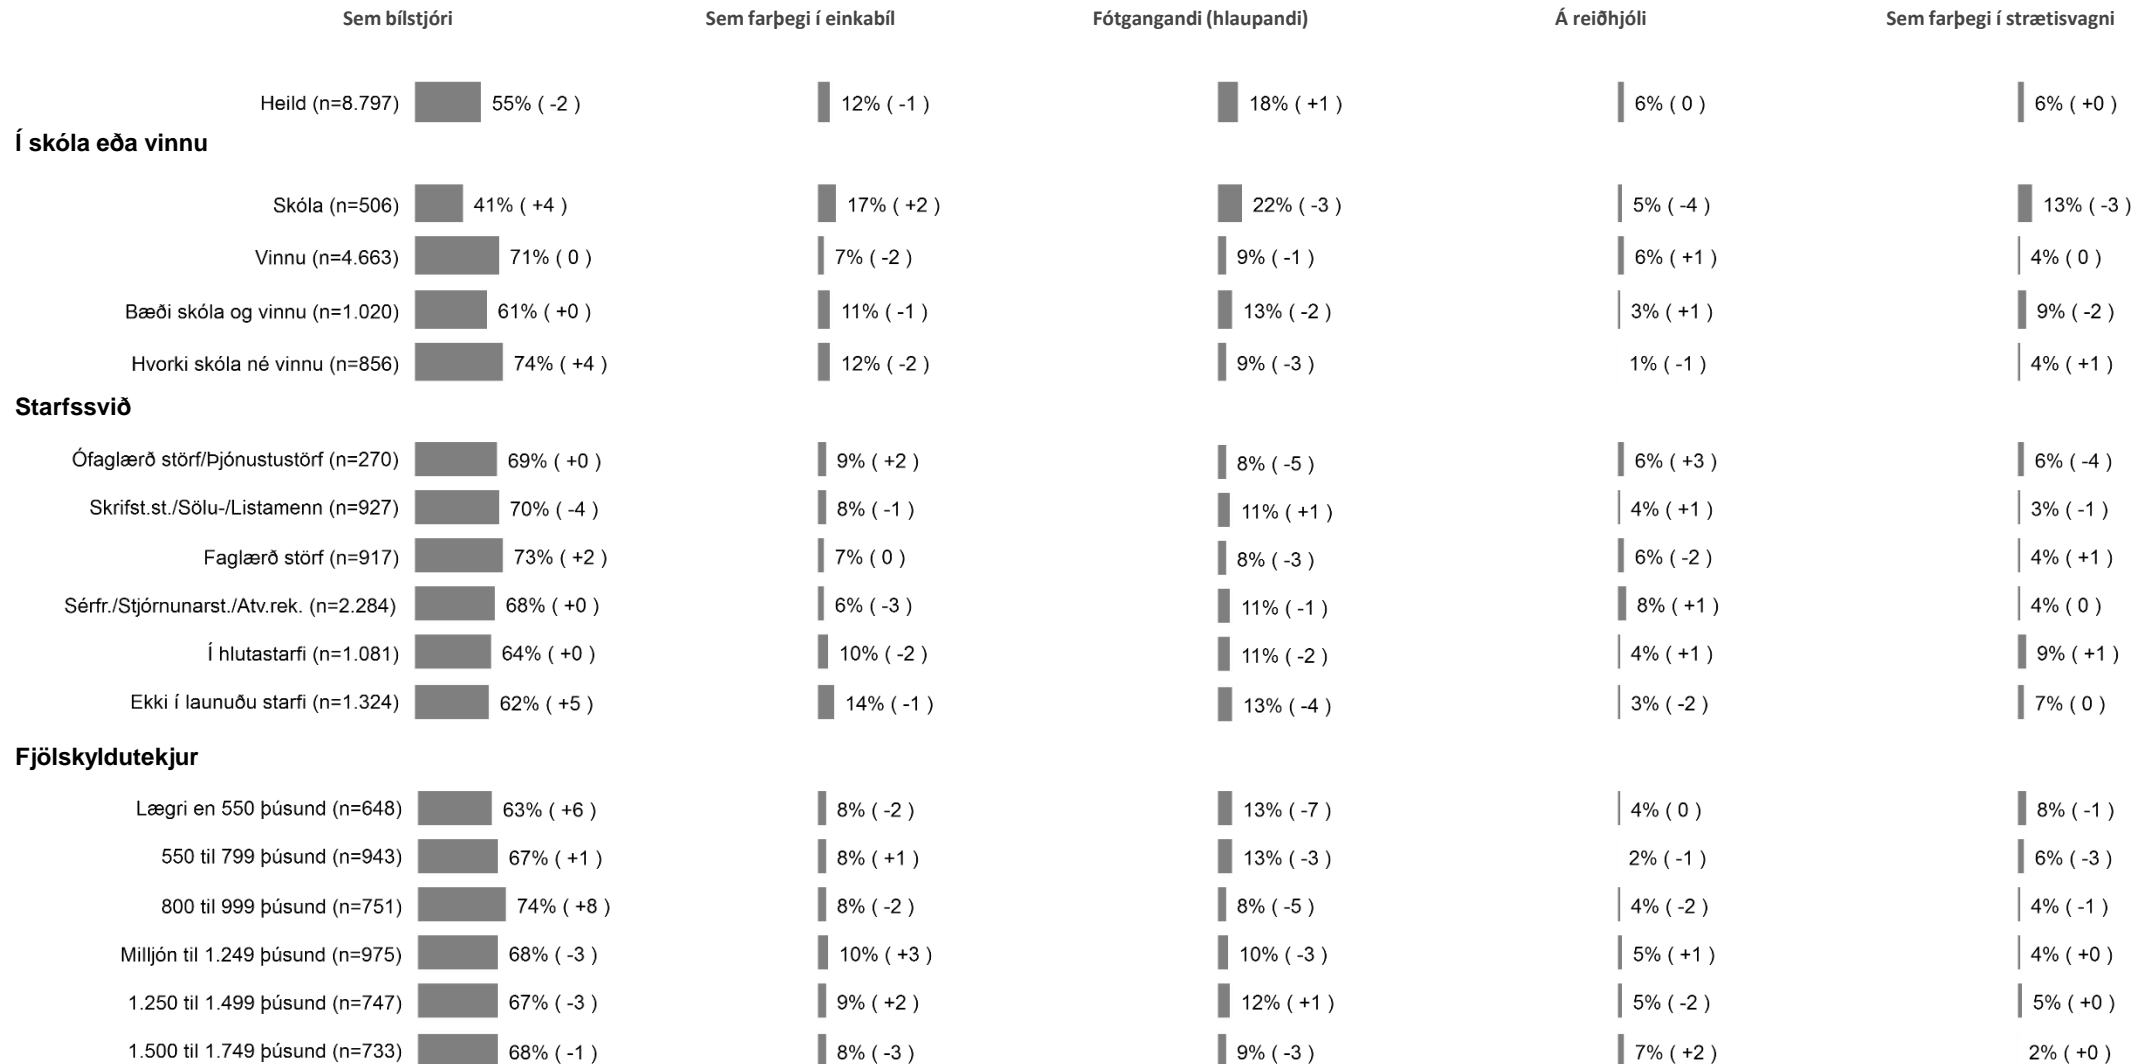 Sem bílstjóri Sem farþegi í einkabíl Fótgangandi (hlaupandi) Á reiðhjóli Sem farþegi í strætisvagni
Heild (n=8.797) 55% ( -2 ) 12% ( -1 ) 18% ( +1 ) 6% ( 0 ) 6% ( +0 )
Í skóla eða vinnu
Skóla (n=506) 41% ( +4 ) 17% ( +2 ) 22% ( -3 ) 5% ( -4 ) 13% ( -3 )
Vinnu (n=4.663) 71% ( 0 ) 7% ( -2 ) 9% ( -1 ) 6% ( +1 ) 4% ( 0 )
Bæði skóla og vinnu (n=1.020) 61% ( +0 ) 11% ( -1 ) 13% ( -2 ) 3% ( +1 ) 9% ( -2 )
Hvorki skóla né vinnu (n=856) 74% ( +4 ) 12% ( -2 ) 9% ( -3 ) 1% ( -1 ) 4% ( +1 )
Starfssvið
Ófaglærð störf/Þjónustustörf (n=270) 69% ( +0 ) 9% ( +2 ) 8% ( -5 ) 6% ( +3 ) 6% ( -4 )
Skrifst.st./Sölu-/Listamenn (n=927) 70% ( -4 ) 8% ( -1 ) 11% ( +1 ) 4% ( +1 ) 3% ( -1 )
Faglærð störf (n=917) 73% ( +2 ) 7% ( 0 ) 8% ( -3 ) 6% ( -2 ) 4% ( +1 )
Sérfr./Stjórnunarst./Atv.rek. (n=2.284) 68% ( +0 ) 6% ( -3 ) 11% ( -1 ) 8% ( +1 ) 4% ( 0 )
Í hlutastarfi (n=1.081) 64% ( +0 ) 10% ( -2 ) 11% ( -2 ) 4% ( +1 ) 9% ( +1 )
Ekki í launuðu starfi (n=1.324) 62% ( +5 ) 14% ( -1 ) 13% ( -4 ) 3% ( -2 ) 7% ( 0 )
Fjölskyldutekjur
Lægri en 550 þúsund (n=648) 63% ( +6 ) 8% ( -2 ) 13% ( -7 ) 4% ( 0 ) 8% ( -1 )
550 til 799 þúsund (n=943) 67% ( +1 ) 8% ( +1 ) 13% ( -3 ) 2% ( -1 ) 6% ( -3 )
800 til 999 þúsund (n=751) 74% ( +8 ) 8% ( -2 ) 8% ( -5 ) 4% ( -2 ) 4% ( -1 )
Milljón til 1.249 þúsund (n=975) 68% ( -3 ) 10% ( +3 ) 10% ( -3 ) 5% ( +1 ) 4% ( +0 )
1.250 til 1.499 þúsund (n=747) 67% ( -3 ) 9% ( +2 ) 12% ( +1 ) 5% ( -2 ) 5% ( +0 )
1.500 til 1.749 þúsund (n=733) 68% ( -1 ) 8% ( -3 ) 9% ( -3 ) 7% ( +2 ) 2% ( +0 )